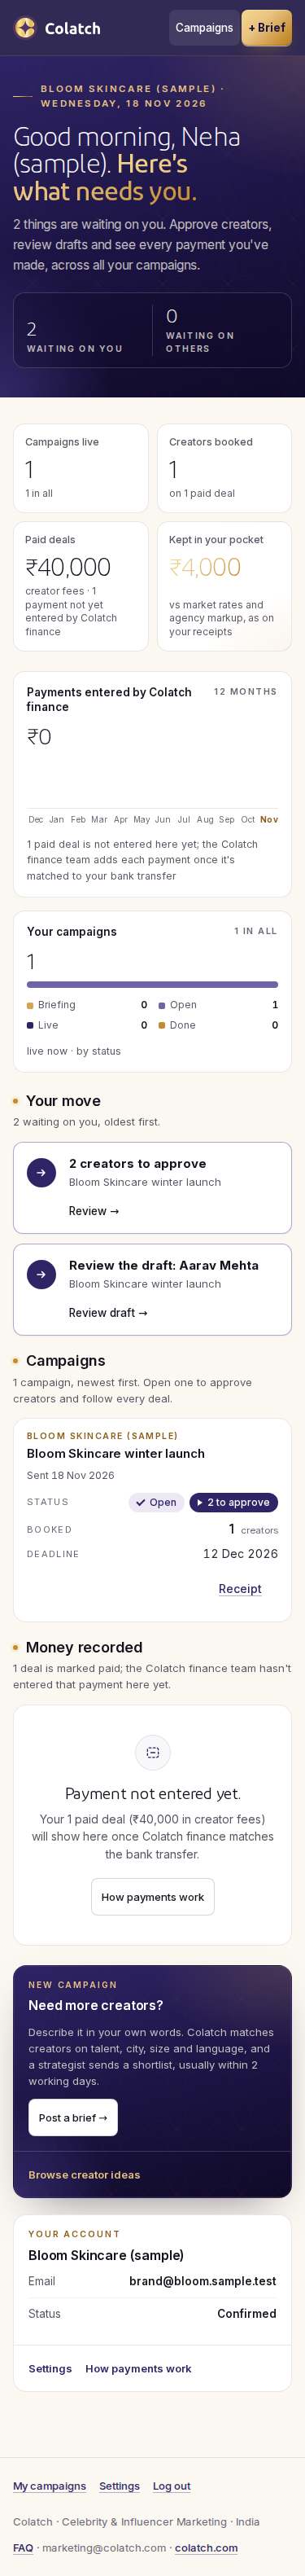 Colatch
Campaigns
+ Brief
BLOOM SKINCARE (SAMPLE) ·
WEDNESDAY, 18 NOV 2026
Good morning, Neha
(sample). Here's
what needs you.
2 things are waiting on you. Approve creators,
review drafts and see every payment you've
made, across all your campaigns.
2
WAITING ON YOU
0
WAITING ON
OTHERS
Campaigns live
1
1 in all
Creators booked
1
on 1 paid deal
Paid deals
₹40,000
creator fees · 1
payment not yet
entered by Colatch
finance
Kept in your pocket
₹4,000
vs market rates and
agency markup, as on
your receipts
Payments entered by Colatch
finance
12 MONTHS
₹0
Dec Jan Feb Mar Apr May Jun Jul Aug Sep Oct Nov
1 paid deal is not entered here yet; the Colatch
finance team adds each payment once it's
matched to your bank transfer
Your campaigns
1 IN ALL
1
Briefing 0
Open 1
Live 0
Done 0
live now · by status
Your move
2 waiting on you, oldest first.
2 creators to approve
Bloom Skincare winter launch
Review →
Review the draft: Aarav Mehta
Bloom Skincare winter launch
Review draft →
Campaigns
1 campaign, newest first. Open one to approve
creators and follow every deal.
BLOOM SKINCARE (SAMPLE)
Bloom Skincare winter launch
Sent 18 Nov 2026
STATUS
Open
2 to approve
BOOKED
1 creators
DEADLINE
12 Dec 2026
Receipt
Money recorded
1 deal is marked paid; the Colatch finance team hasn't
entered that payment here yet.
Payment not entered yet.
Your 1 paid deal (₹40,000 in creator fees)
will show here once Colatch finance matches
the bank transfer.
How payments work
NEW CAMPAIGN
Need more creators?
Describe it in your own words. Colatch matches
creators on talent, city, size and language, and
a strategist sends a shortlist, usually within 2
working days.
Post a brief →
Browse creator ideas
YOUR ACCOUNT
Bloom Skincare (sample)
Email
brand@bloom.sample.test
Status
Confirmed
Settings
How payments work
My campaigns
Settings
Log out
Colatch · Celebrity & Influencer Marketing · India
FAQ · marketing@colatch.com · colatch.com